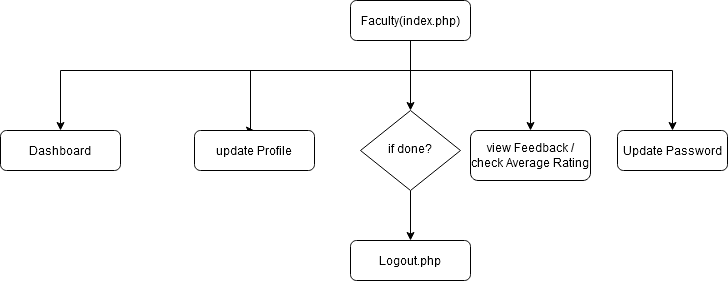 Faculty(index.php)
Dashboard
update Profile
if done?
view Feedback /
check Average Rating
Update Password
Logout.php